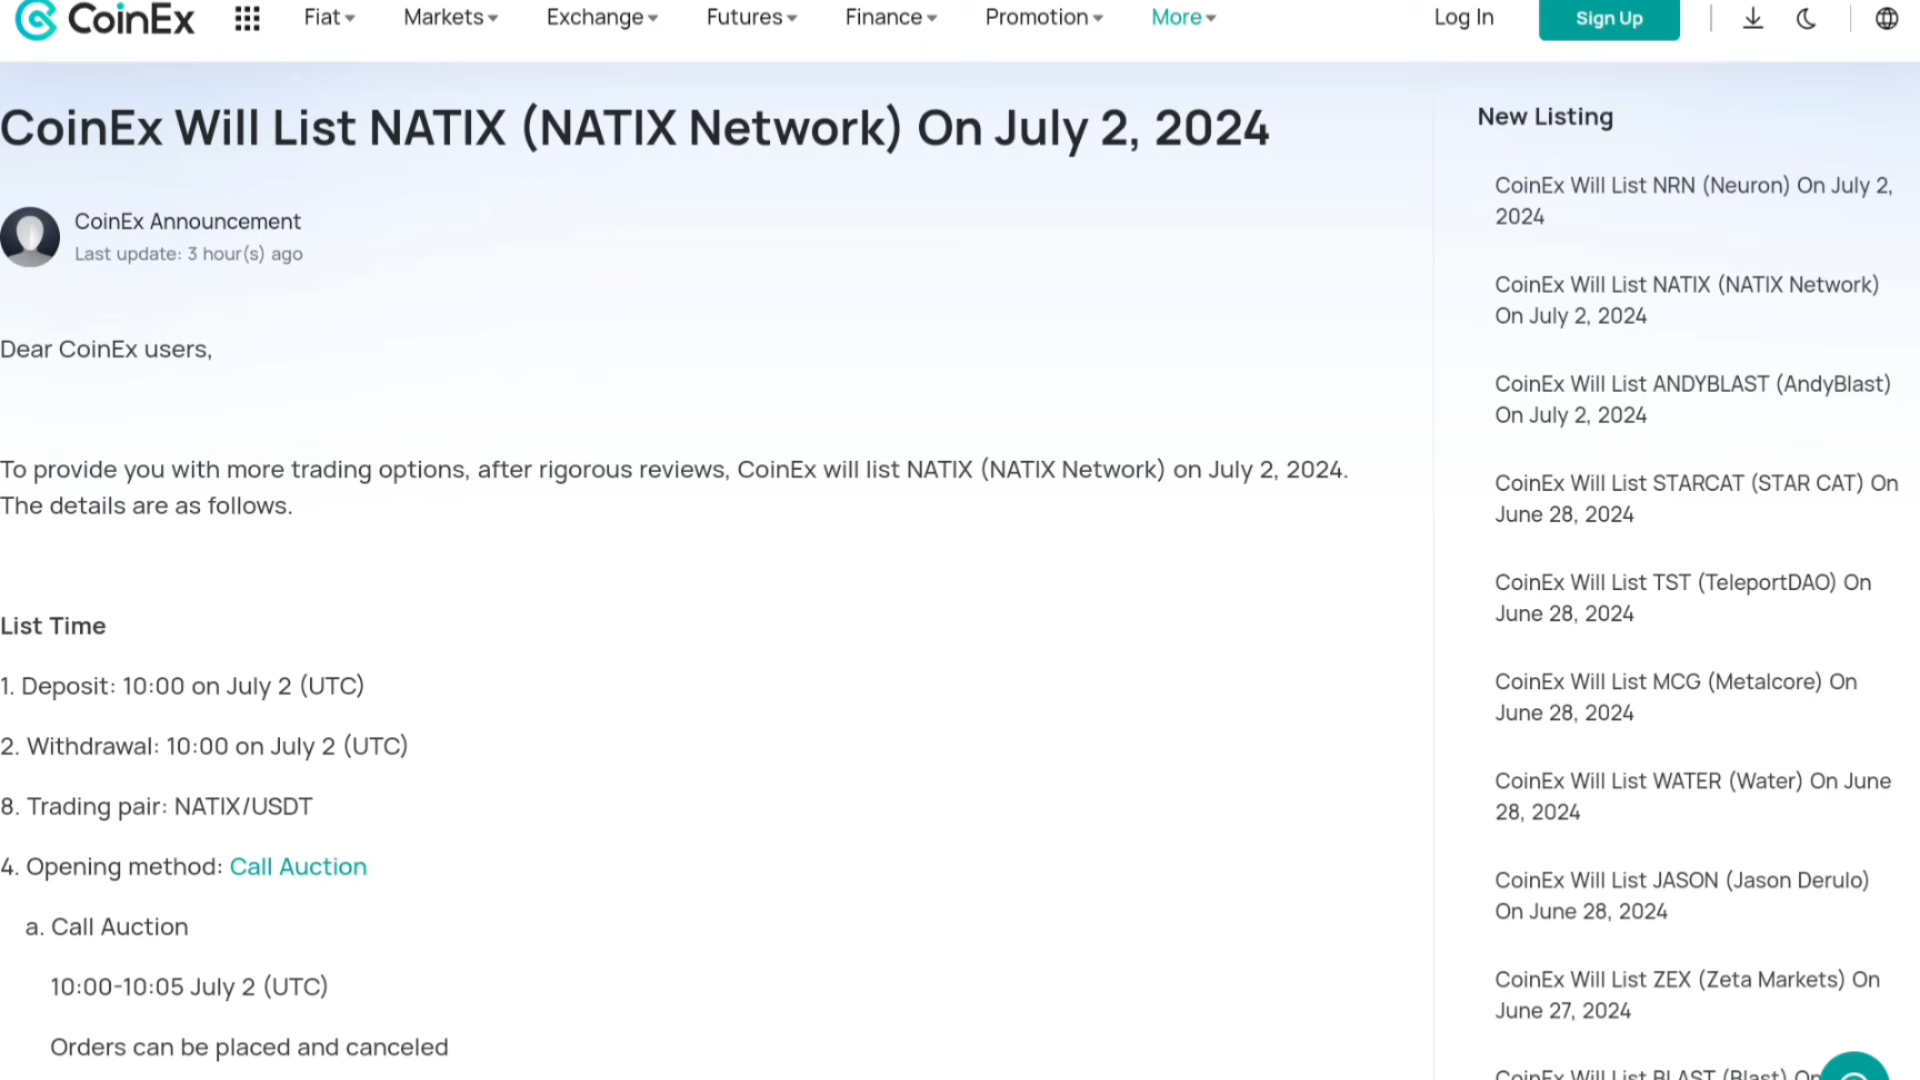 CoinEx
Fiat
Markets
Exchange
Futures
Finance
Promotion
More
Log In
Sign Up
CoinEx Will List NATIX (NATIX Network) On July 2, 2024
CoinEx Announcement
Last update: 3 hour(s) ago
Dear CoinEx users,
To provide you with more trading options, after rigorous reviews, CoinEx will list NATIX (NATIX Network) on July 2, 2024.
The details are as follows.
List Time
1. Deposit: 10:00 on July 2 (UTC)
2. Withdrawal: 10:00 on July 2 (UTC)
8. Trading pair: NATIX/USDT
4. Opening method: Call Auction
a. Call Auction
10:00-10:05 July 2 (UTC)
Orders can be placed and canceled
New Listing
CoinEx Will List NRN (Neuron) On July 2,
2024
CoinEx Will List NATIX (NATIX Network)
On July 2, 2024
CoinEx Will List ANDYBLAST (AndyBlast)
On July 2, 2024
CoinEx Will List STARCAT (STAR CAT) On
June 28, 2024
CoinEx Will List TST (TeleportDAO) On
June 28, 2024
CoinEx Will List MCG (Metalcore) On
June 28, 2024
CoinEx Will List WATER (Water) On June
28, 2024
CoinEx Will List JASON (Jason Derulo)
On June 28, 2024
CoinEx Will List ZEX (Zeta Markets) On
June 27, 2024
CoinEx Will List BLAST (Blast) On